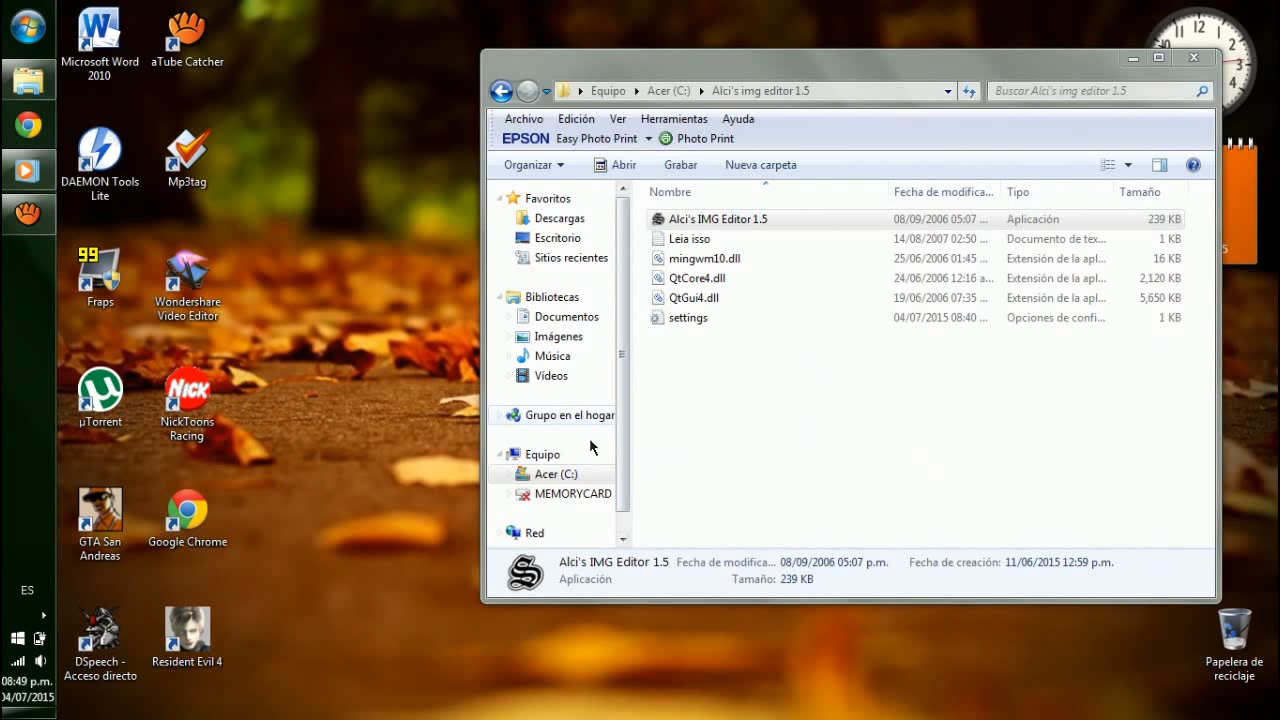 Microsoft Word
2010
aTube Catcher
DAEMON Tools
Lite
Mp3tag
99
Fraps
Wondershare
Video Editor
µTorrent
NICK
NickToons
Racing
GTA San
Andreas
Google Chrome
DSpeech -
Acceso directo
Resident Evil 4
ES
08:49 p.m.
04/07/2015
Equipo
Acer (C:)
Alci's img editor 1.5
Buscar Alci's img editor 1.5
Archivo
Edición
Ver
Herramientas
Ayuda
EPSON
Easy Photo Print
Photo Print
Organizar
Abrir
Grabar
Nueva carpeta
Favoritos
Descargas
Escritorio
Sitios recientes
Bibliotecas
Documentos
Imágenes
Música
Vídeos
Grupo en el hogar
Equipo
Acer (C:)
MEMORYCARD
Red
Nombre Fecha de modifica... Tipo Tamaño
Alci's IMG Editor 1.5 08/09/2006 05:07 ... Aplicación 239 KB
Leia isso 14/08/2007 02:50 ... Documento de tex... 1 KB
mingwm10.dll 25/06/2006 01:45 ... Extensión de la apl... 16 KB
QtCore4.dll 24/06/2006 12:16 a... Extensión de la apl... 2,120 KB
QtGui4.dll 19/06/2006 07:35 ... Extensión de la apl... 5,650 KB
settings 04/07/2015 08:40 ... Opciones de confi... 1 KB
Alci's IMG Editor 1.5 Fecha de modifica... 08/09/2006 05:07 p.m. Fecha de creación: 11/06/2015 12:59 p.m.
Aplicación Tamaño: 239 KB
12
11
10
2
3
4
5
Papelera de
reciclaje